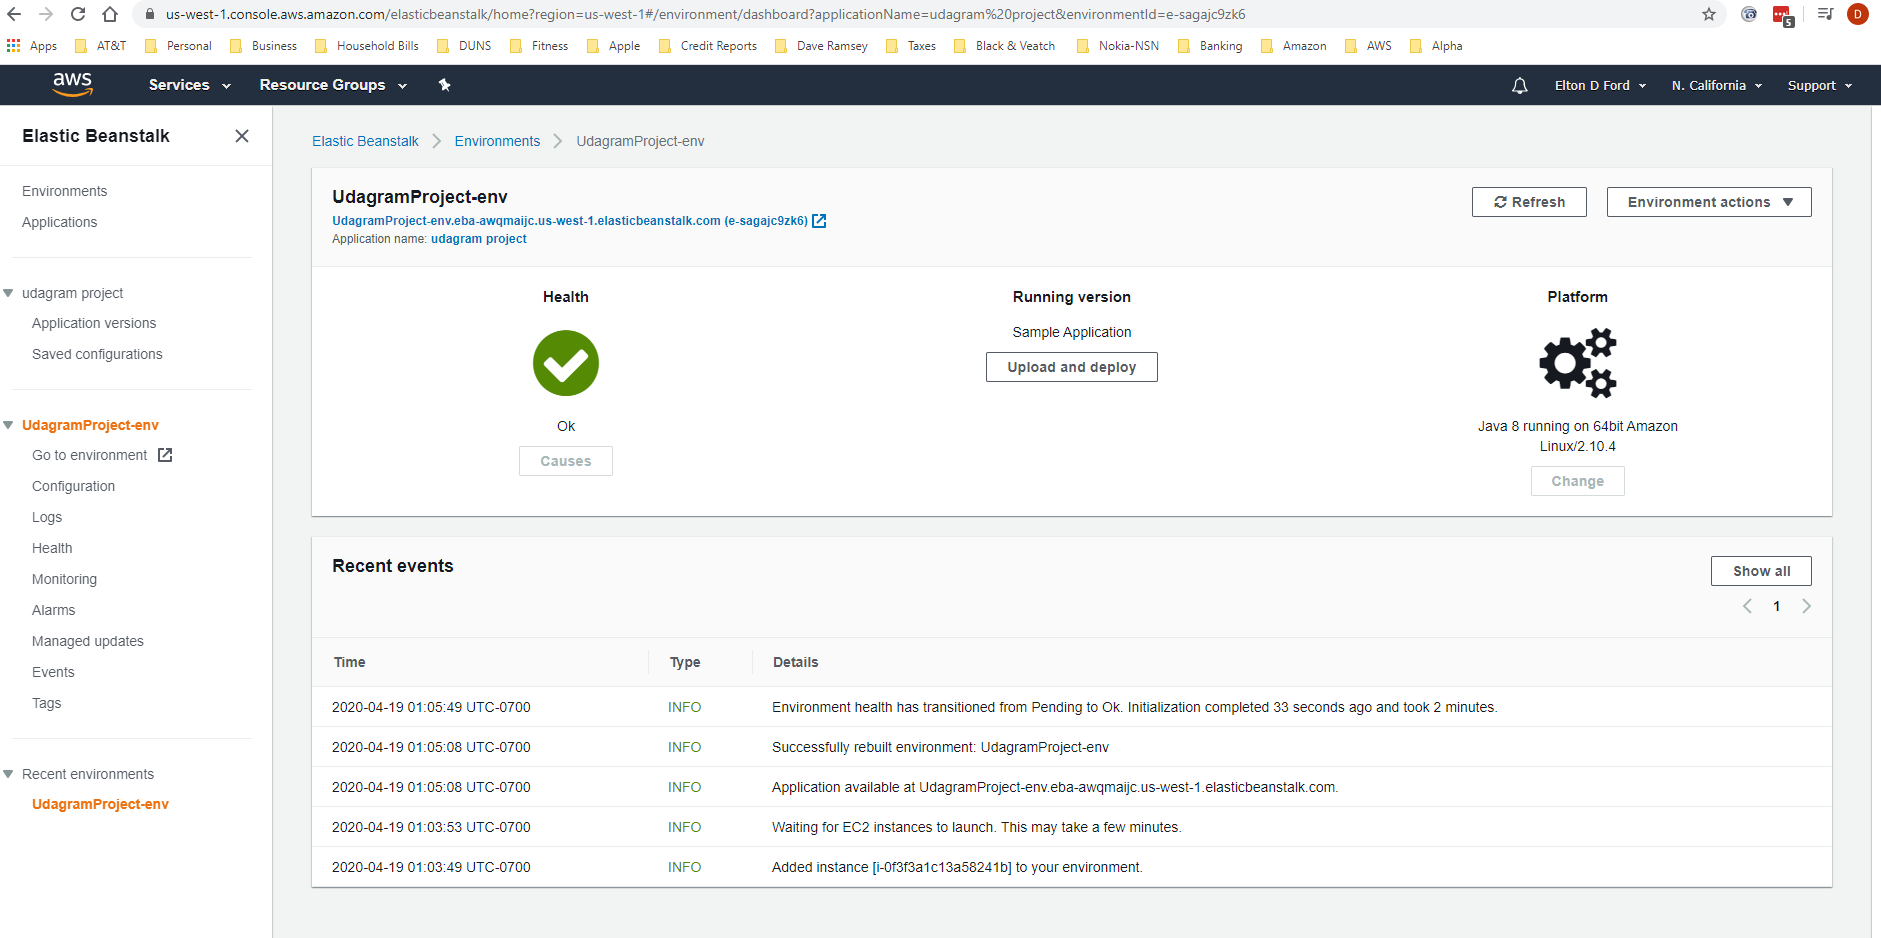 us-west-1.console.aws.amazon.com/elasticbeanstalk/home?region=us-west-1#/environment/dashboard?applicationName=udagram%20project&environmentId=e-sagajc9zk6
5
D
Apps AT&T Personal Business Household Bills DUNS Fitness Apple Credit Reports Dave Ramsey Taxes Black & Veatch Nokia-NSN Banking Amazon AWS Alpha
aws Services Resource Groups Elton D Ford N. California Support
Elastic Beanstalk
Environments
Applications
udagram project
Application versions
Saved configurations
UdagramProject-env
Go to environment
Configuration
Logs
Health
Monitoring
Alarms
Managed updates
Events
Tags
Recent environments
UdagramProject-env
Elastic Beanstalk Environments UdagramProject-env
UdagramProject-env
UdagramProject-env.eba-awqmaijc.us-west-1.elasticbeanstalk.com (e-sagajc9zk6)
Application name: udagram project
Refresh
Environment actions
Health
Ok
Causes
Running version
Sample Application
Upload and deploy
Platform
Java 8 running on 64bit Amazon
Linux/2.10.4
Change
Recent events
Show all
1
Time Type Details
2020-04-19 01:05:49 UTC-0700 INFO Environment health has transitioned from Pending to Ok. Initialization completed 33 seconds ago and took 2 minutes.
2020-04-19 01:05:08 UTC-0700 INFO Successfully rebuilt environment: UdagramProject-env
2020-04-19 01:05:08 UTC-0700 INFO Application available at UdagramProject-env.eba-awqmaijc.us-west-1.elasticbeanstalk.com.
2020-04-19 01:03:53 UTC-0700 INFO Waiting for EC2 instances to launch. This may take a few minutes.
2020-04-19 01:03:49 UTC-0700 INFO Added instance [i-0f3f3a1c13a58241b] to your environment.